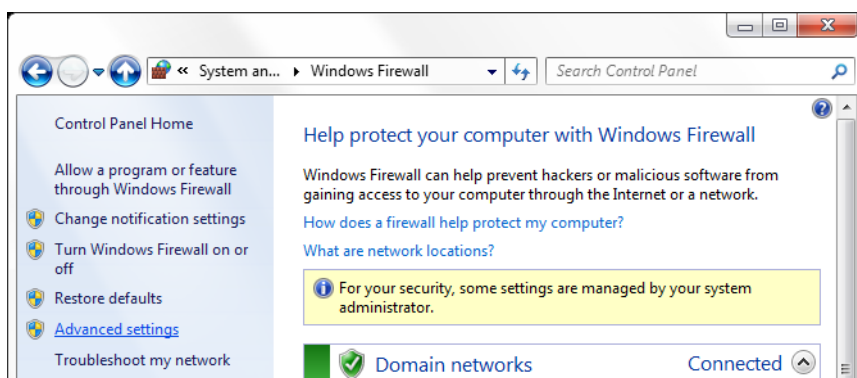 « System an... ▸ Windows Firewall
Search Control Panel
Control Panel Home
Allow a program or feature
through Windows Firewall
Change notification settings
Turn Windows Firewall on or
off
Restore defaults
Advanced settings
Troubleshoot my network
Help protect your computer with Windows Firewall
Windows Firewall can help prevent hackers or malicious software from
gaining access to your computer through the Internet or a network.
How does a firewall help protect my computer?
What are network locations?
For your security, some settings are managed by your system
administrator.
Domain networks
Connected